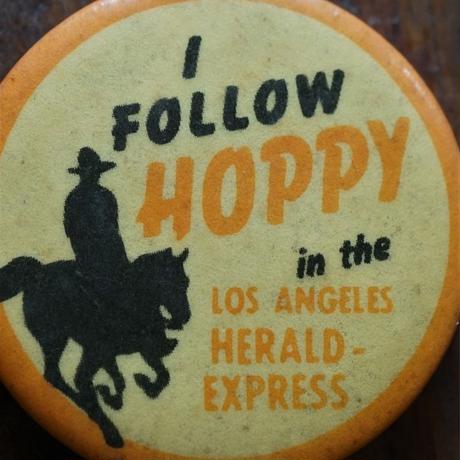 I
FOLLOW
HOPPY
in the
LOS ANGELES
HERALD-
EXPRESS